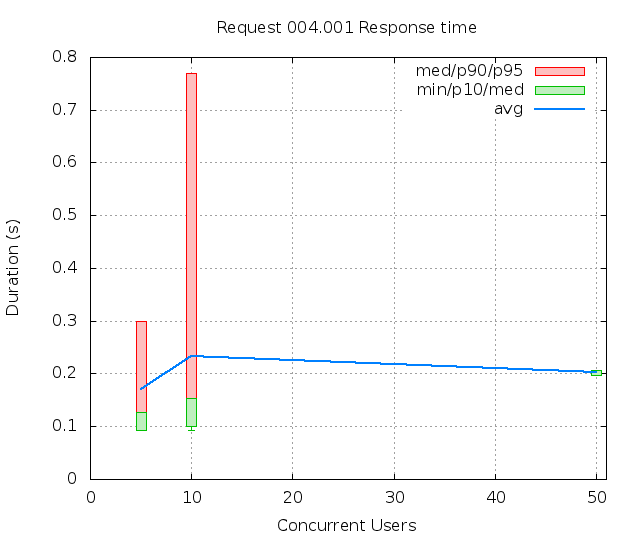 Request 004.001 Response time
med/p90/p95
min/p10/med
avg
0.8
0.7
0.6
0.5
0.4
0.3
0.2
0.1
0
Duration (s)
0 10 20 30 40 50
Concurrent Users